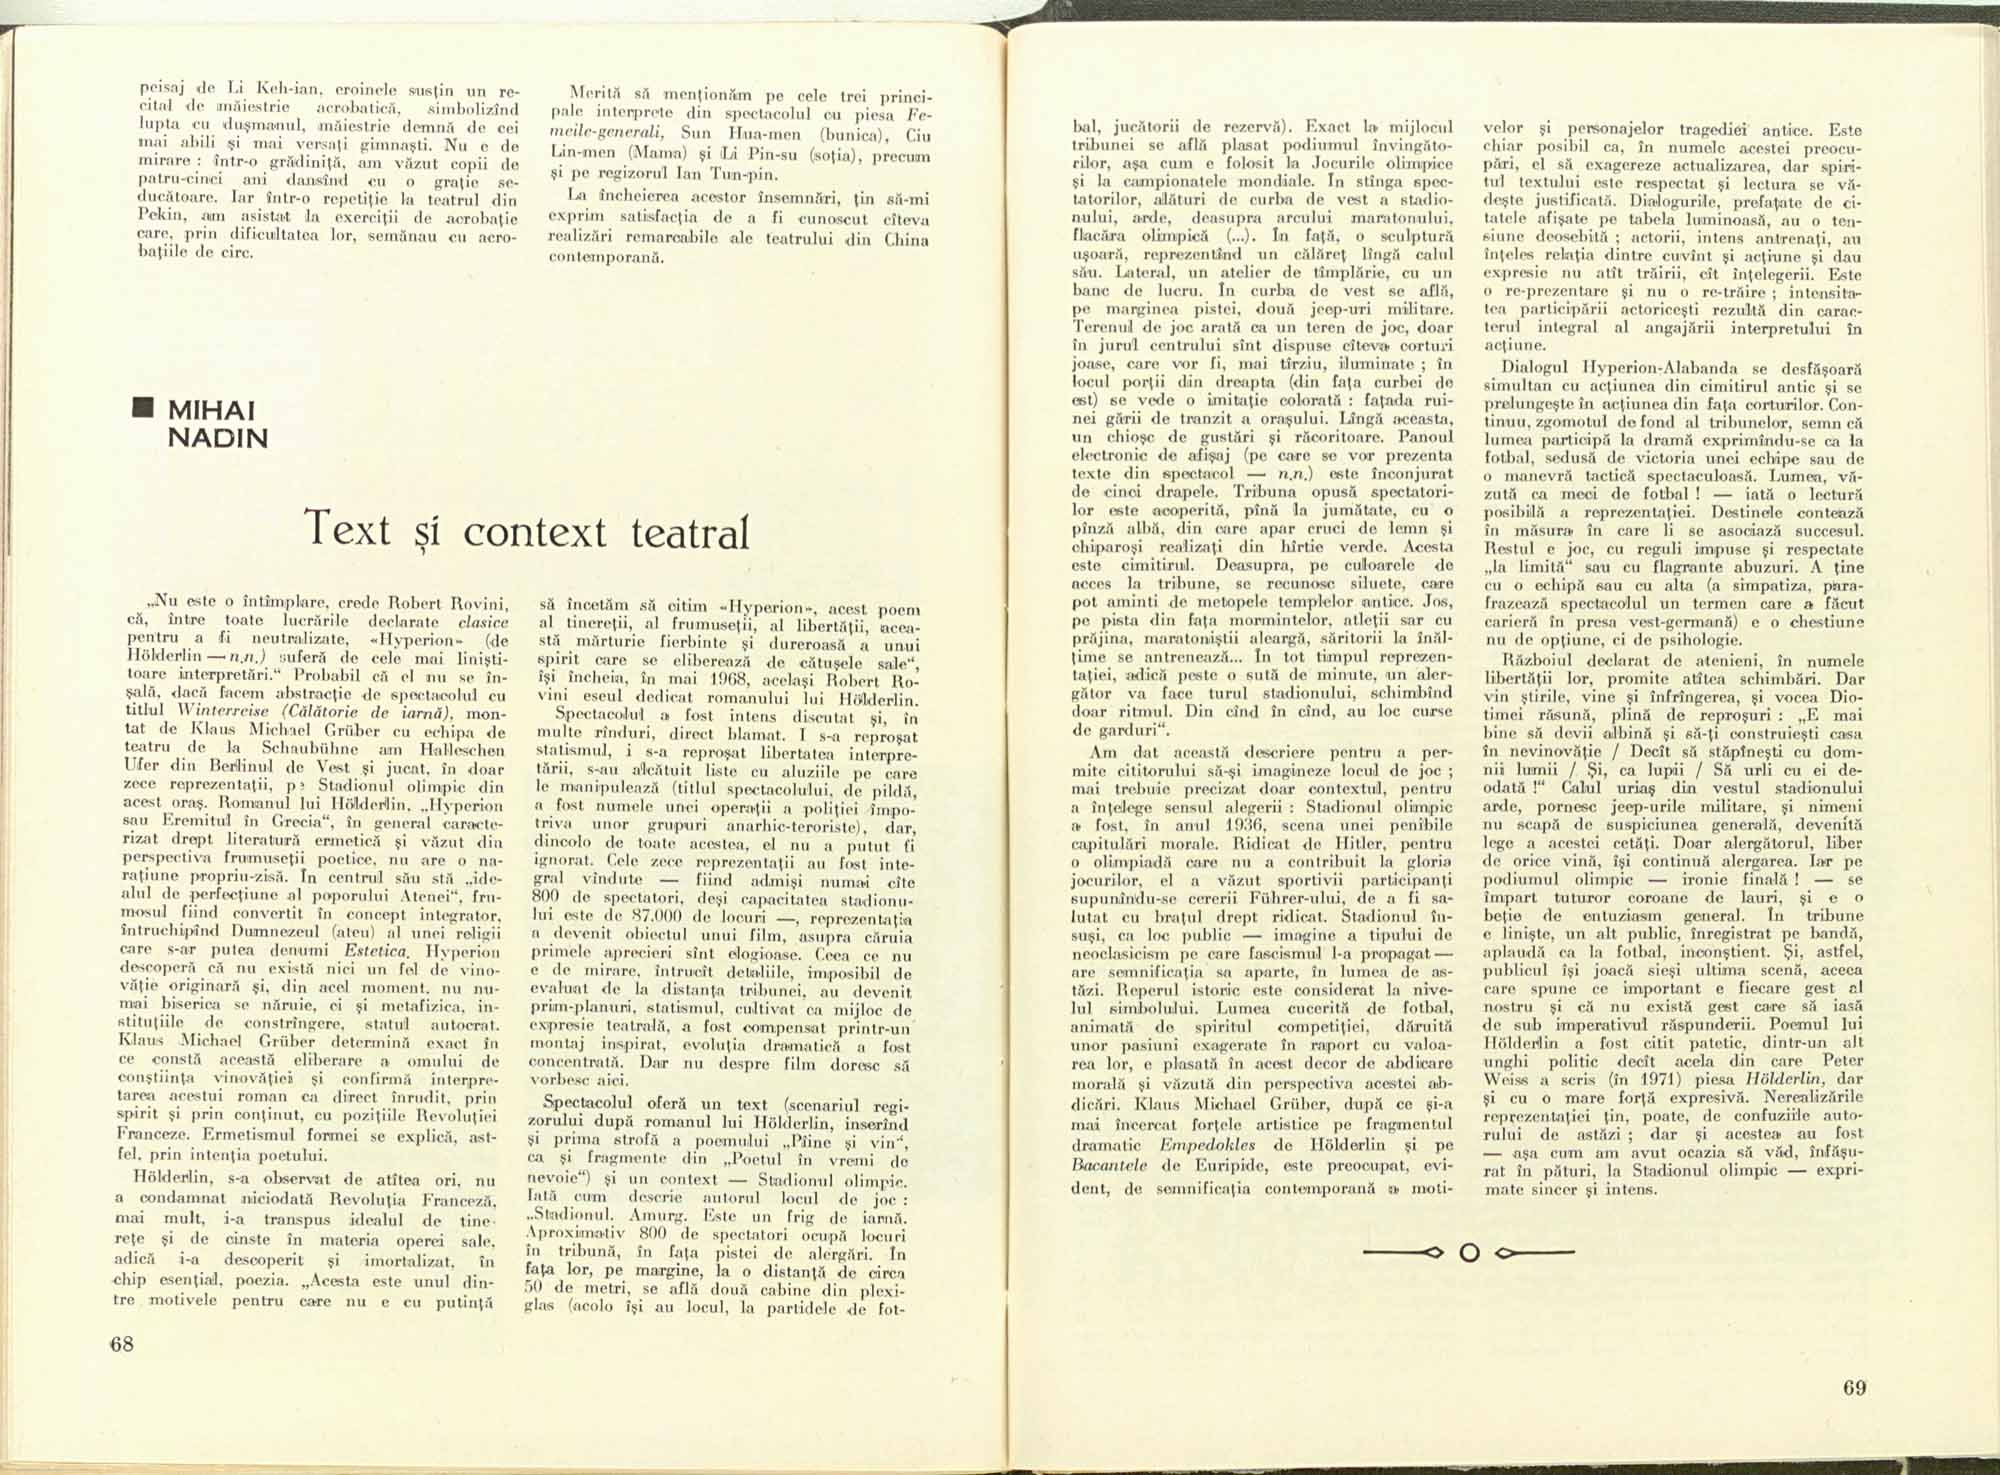 peisaj de Li Keh-ian, eroinele susțin un re-
cital de măiestrie acrobatică, simbolizînd
lupta cu dușmanul, măiestrie demnă de cei
mai abili și mai versați gimnaști. Nu e de
mirare : într-o grădiniță, am văzut copii de
patru-cinci ani dansînd cu o grație se-
ducătoare. Iar într-o repetiție la teatrul din
Pekin, am asistat la exerciții de acrobație
care, prin dificultatea lor, semănau cu acro-
bațiile de circ.
Merită să menționăm pe cele trei princi-
pale interprete din spectacolul cu piesa Fe-
meile-generali, Sun Hua-men (bunica), Ciu
Lin-men (Mama) și Li Pin-su (soția), precum
și pe regizorul Ian Tun-pin.
La încheierea acestor însemnări, țin să-mi
exprim satisfacția de a fi cunoscut cîteva
realizări remarcabile ale teatrului din China
contemporană.
MIHAI
NADIN
Text și context teatral
„Nu este o întîmplare, crede Robert Rovini,
că, între toate lucrările declarate clasice
pentru a fi neutralizate, «Hyperion» (de
Hölderlin — n.n.) suferă de cele mai liniști-
toare interpretări.“ Probabil că el nu se în-
șală, dacă facem abstracție de spectacolul cu
titlul Winterreise (Călătorie de iarnă), mon-
tat de Klaus Michael Grüber cu echipa de
teatru de la Schaubühne am Halleschen
Ufer din Berlinul de Vest și jucat, în doar
zece reprezentații, pe Stadionul olimpic din
acest oraș. Romanul lui Hölderlin, „Hyperion
sau Eremitul în Grecia“, în general caracte-
rizat drept literatură ermetică și văzut din
perspectiva frumuseții poetice, nu are o na-
rațiune propriu-zisă. În centrul său stă „ide-
alul de perfecțiune al poporului Atenei“, fru-
mosul fiind convertit în concept integrator,
întruchipînd Dumnezeul (ateu) al unei religii
care s-ar putea denumi Estetica. Hyperion
descoperă că nu există nici un fel de vino-
văție originară și, din acel moment, nu nu-
mai biserica se năruie, ci și metafizica, in-
stituțiile de constrîngere, statul autocrat.
Klaus Michael Grüber determină exact în
ce constă această eliberare a omului de
conștiința vinovăției și confirmă interpre-
tarea acestui roman ca direct înrudit, prin
spirit și prin conținut, cu pozițiile Revoluției
Franceze. Ermetismul formei se explică, ast-
fel, prin intenția poetului.
Hölderlin, s-a observat de atîtea ori, nu
a condamnat niciodată Revoluția Franceză,
mai mult, i-a transpus idealul de tine-
rețe și de cinste în materia operei sale,
adică i-a descoperit și imortalizat, în
chip esențial, poezia. „Acesta este unul din-
tre motivele pentru care nu e cu putință
să încetăm să citim «Hyperion», acest poem
al tinereții, al frumuseții, al libertății, acea-
stă mărturie fierbinte și dureroasă a unui
spirit care se eliberează de cătușele sale“,
își încheia, în mai 1968, același Robert Ro-
vini eseul dedicat romanului lui Hölderlin.
Spectacolul a fost intens discutat și, în
multe rînduri, direct blamat. I s-a reproșat
statismul, i s-a reproșat libertatea interpre-
tării, s-au alcătuit liste cu aluziile pe care
le manipulează (titlul spectacolului, de pildă,
a fost numele unei operații a poliției împo-
triva unor grupuri anarhic-teroriste), dar,
dincolo de toate acestea, el nu a putut fi
ignorat. Cele zece reprezentații au fost inte-
gral vîndute — fiind admiși numai cîte
800 de spectatori, deși capacitatea stadionu-
lui este de 87.000 de locuri —, reprezentația
a devenit obiectul unui film, asupra căruia
primele aprecieri sînt elogioase. Ceea ce nu
e de mirare, întrucît detaliile, imposibil de
evaluat de la distanța tribunei, au devenit
prim-planuri, statismul, cultivat ca mijloc de
expresie teatrală, a fost compensat printr-un
montaj inspirat, evoluția dramatică a fost
concentrată. Dar nu despre film doresc să
vorbesc aici.
Spectacolul oferă un text (scenariul regi-
zorului după romanul lui Hölderlin, inserînd
și prima strofă a poemului „Pîine și vin“,
ca și fragmente din „Poetul în vremi de
nevoie“) și un context — Stadionul olimpic.
Iată cum descrie autorul locul de joc :
„Stadionul. Amurg. Este un frig de iarnă.
Aproximativ 800 de spectatori ocupă locuri
în tribună, în fața pistei de alergări. În
fața lor, pe margine, la o distanță de circa
50 de metri, se află două cabine din plexi-
glas (acolo își au locul, la partidele de fot-
68
bal, jucătorii de rezervă). Exact la mijlocul
tribunei se află plasat podiumul învingăto-
rilor, așa cum e folosit la Jocurile olimpice
și la campionatele mondiale. În stînga spec-
tatorilor, alături de curba de vest a stadio-
nului, arde, deasupra arcului maratonului,
flacăra olimpică (...). În față, o sculptură
ușoară, reprezentînd un călăreț lîngă calul
său. Lateral, un atelier de tîmplărie, cu un
banc de lucru. În curba de vest se află,
pe marginea pistei, două jeep-uri militare.
Terenul de joc arată ca un teren de joc, doar
în jurul centrului sînt dispuse cîteva corturi
joase, care vor fi, mai tîrziu, iluminate ; în
locul porții din dreapta (din fața curbei de
est) se vede o imitație colorată : fațada rui-
nei gării de tranzit a orașului. Lîngă aceasta,
un chioșc de gustări și răcoritoare. Panoul
electronic de afișaj (pe care se vor prezenta
texte din spectacol — n.n.) este înconjurat
de cinci drapele. Tribuna opusă spectatori-
lor este acoperită, pînă la jumătate, cu o
pînză albă, din care apar cruci de lemn și
chiparoși realizați din hîrtie verde. Acesta
este cimitirul. Deasupra, pe culoarele de
acces la tribune, se recunosc siluete, care
pot aminti de metopele templelor antice. Jos,
pe pista din fața mormintelor, atleții sar cu
prăjina, maratoniștii aleargă, săritorii la înăl-
țime se antrenează... În tot timpul reprezen-
tației, adică peste o sută de minute, un aler-
gător va face turul stadionului, schimbînd
doar ritmul. Din cînd în cînd, au loc curse
de garduri“.
Am dat această descriere pentru a per-
mite cititorului să-și imagineze locul de joc ;
mai trebuie precizat doar contextul, pentru
a înțelege sensul alegerii : Stadionul olimpic
a fost, în anul 1936, scena unei penibile
capitulări morale. Ridicat de Hitler, pentru
o olimpiadă care nu a contribuit la gloria
jocurilor, el a văzut sportivii participanți
supunîndu-se cererii Führer-ului, de a fi sa-
lutat cu brațul drept ridicat. Stadionul în-
suși, ca loc public — imagine a tipului de
neoclasicism pe care fascismul l-a propagat —
are semnificația sa aparte, în lumea de as-
tăzi. Reperul istoric este considerat la nive-
lul simbolului. Lumea cucerită de fotbal,
animată de spiritul competiției, dăruită
unor pasiuni exagerate în raport cu valoa-
rea lor, e plasată în acest decor de abdicare
morală și văzută din perspectiva acestei ab-
dicări. Klaus Michael Grüber, după ce și-a
mai încercat forțele artistice pe fragmentul
dramatic Empedokles de Hölderlin și pe
Bacantele de Euripide, este preocupat, evi-
dent, de semnificația contemporană a moti-
velor și personajelor tragediei antice. Este
chiar posibil ca, în numele acestei preocu-
pări, el să exagereze actualizarea, dar spiri-
tul textului este respectat și lectura se vă-
dește justificată. Dialogurile, prefațate de ci-
tatele afișate pe tabela luminoasă, au o ten-
siune deosebită ; actorii, intens antrenați, au
înțeles relația dintre cuvînt și acțiune și dau
expresie nu atît trăirii, cît înțelegerii. Este
o re-prezentare și nu o re-trăire ; intensita-
tea participării actoricești rezultă din carac-
terul integral al angajării interpretului în
acțiune.
Dialogul Hyperion-Alabanda se desfășoară
simultan cu acțiunea din cimitirul antic și se
prelungește în acțiunea din fața corturilor. Con-
tinuu, zgomotul de fond al tribunelor, semn că
lumea participă la dramă exprimîndu-se ca la
fotbal, sedusă de victoria unei echipe sau de
o manevră tactică spectaculoasă. Lumea, vă-
zută ca meci de fotbal ! — iată o lectură
posibilă a reprezentației. Destinele contează
în măsura în care li se asociază succesul.
Restul e joc, cu reguli impuse și respectate
„la limită“ sau cu flagrante abuzuri. A ține
cu o echipă sau cu alta (a simpatiza, para-
frazează spectacolul un termen care a făcut
carieră în presa vest-germană) e o chestiune
nu de opțiune, ci de psihologie.
Războiul declarat de atenieni, în numele
libertății lor, promite atîtea schimbări. Dar
vin știrile, vine și înfrîngerea, și vocea Dio-
timei răsună, plină de reproșuri : „E mai
bine să devii albină și să-ți construiești casa
în nevinovăție / Decît să stăpînești cu dom-
nii lumii / Și, ca lupii / Să urli cu ei de-
odată !“ Calul uriaș din vestul stadionului
arde, pornesc jeep-urile militare, și nimeni
nu scapă de suspiciunea generală, devenită
lege a acestei cetăți. Doar alergătorul, liber
de orice vină, își continuă alergarea. Iar pe
podiumul olimpic — ironie finală ! — se
împart tuturor coroane de lauri, și e o
beție de entuziasm general. În tribune
e liniște, un alt public, înregistrat pe bandă,
aplaudă ca la fotbal, inconștient. Și, astfel,
publicul își joacă sieși ultima scenă, aceea
care spune ce important e fiecare gest al
nostru și că nu există gest care să iasă
de sub imperativul răspunderii. Poemul lui
Hölderlin a fost citit patetic, dintr-un alt
unghi politic decît acela din care Peter
Weiss a scris (în 1971) piesa Hölderlin, dar
și cu o mare forță expresivă. Nerealizările
reprezentației țin, poate, de confuziile auto-
rului de astăzi ; dar și acestea au fost
— așa cum am avut ocazia să văd, înfășu-
rat în pături, la Stadionul olimpic — expri-
mate sincer și intens.
69